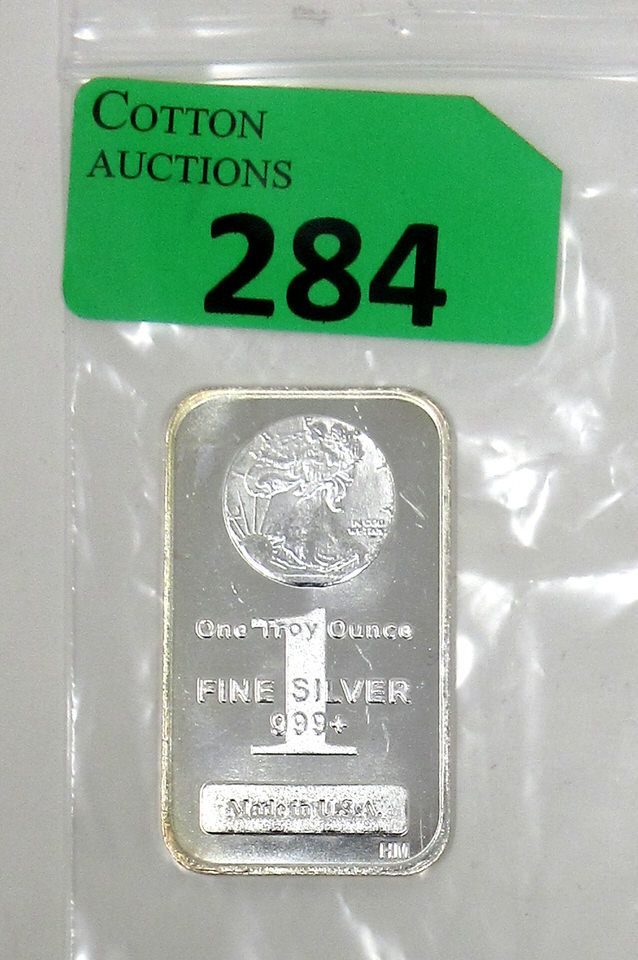 COTTON
AUCTIONS
284
IN GOD
WE TRUST
1
One Troy Ounce
FINE SILVER
999+
Made in U.S.A.
HM